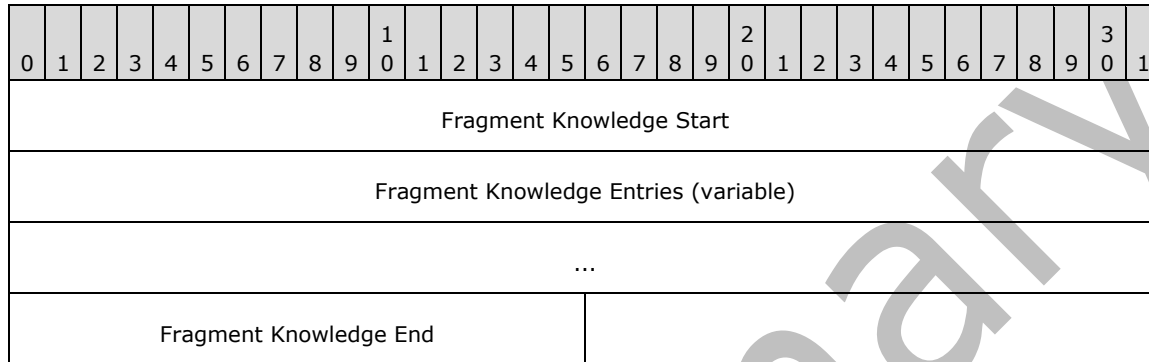 1 2 3
0 1 2 3 4 5 6 7 8 9 0 1 2 3 4 5 6 7 8 9 0 1 2 3 4 5 6 7 8 9 0 1
Fragment Knowledge Start
Fragment Knowledge Entries (variable)
...
Fragment Knowledge End